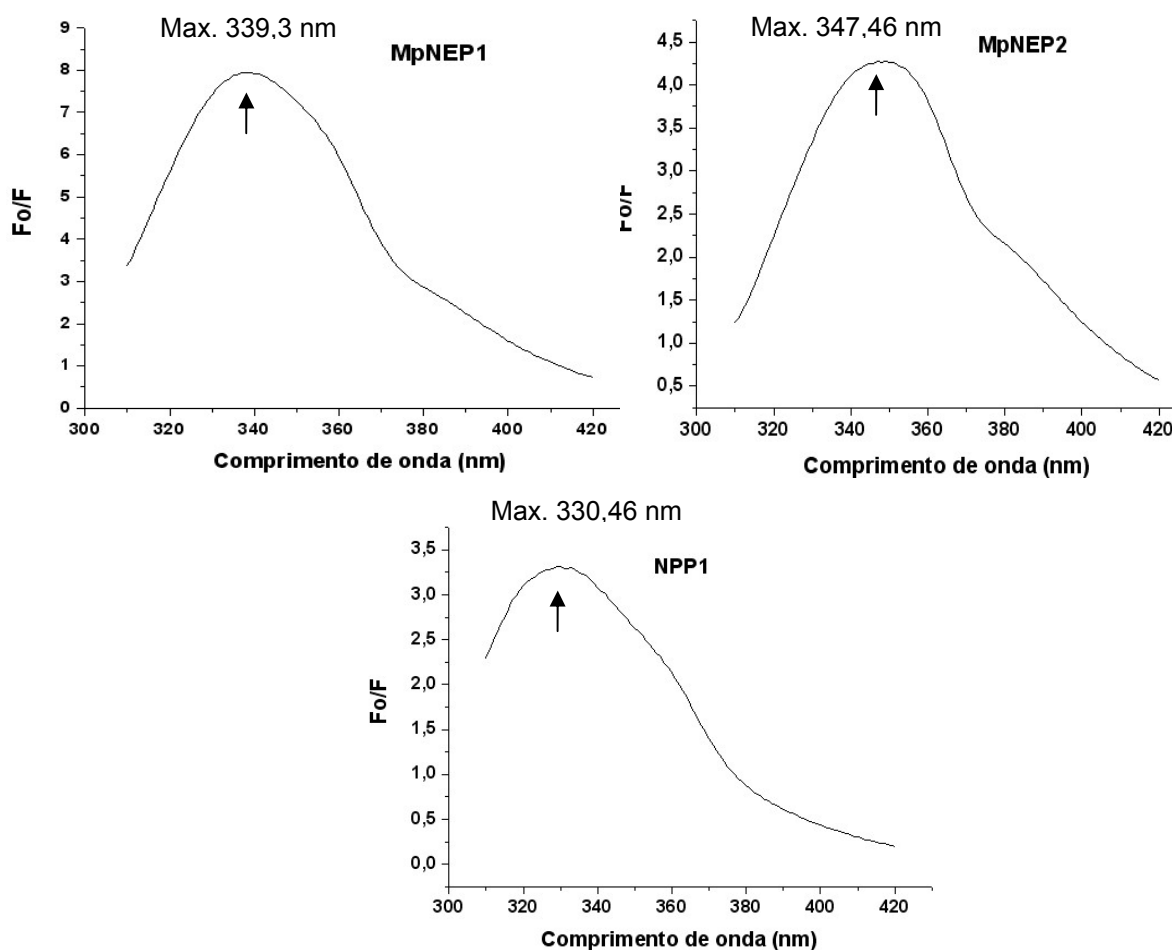 Max. 339,3 nm
MpNEP1
9
8
7
6
5
4
3
2
1
0
Fo/F
300 320 340 360 380 400 420
Comprimento de onda (nm)
Max. 347,46 nm
MpNEP2
4,5
4,0
3,5
3,0
2,5
2,0
1,5
1,0
0,5
Fo/F
300 320 340 360 380 400 420
Comprimento de onda (nm)
Max. 330,46 nm
NPP1
3,5
3,0
2,5
2,0
1,5
1,0
0,5
0,0
Fo/F
300 320 340 360 380 400 420
Comprimento de onda (nm)